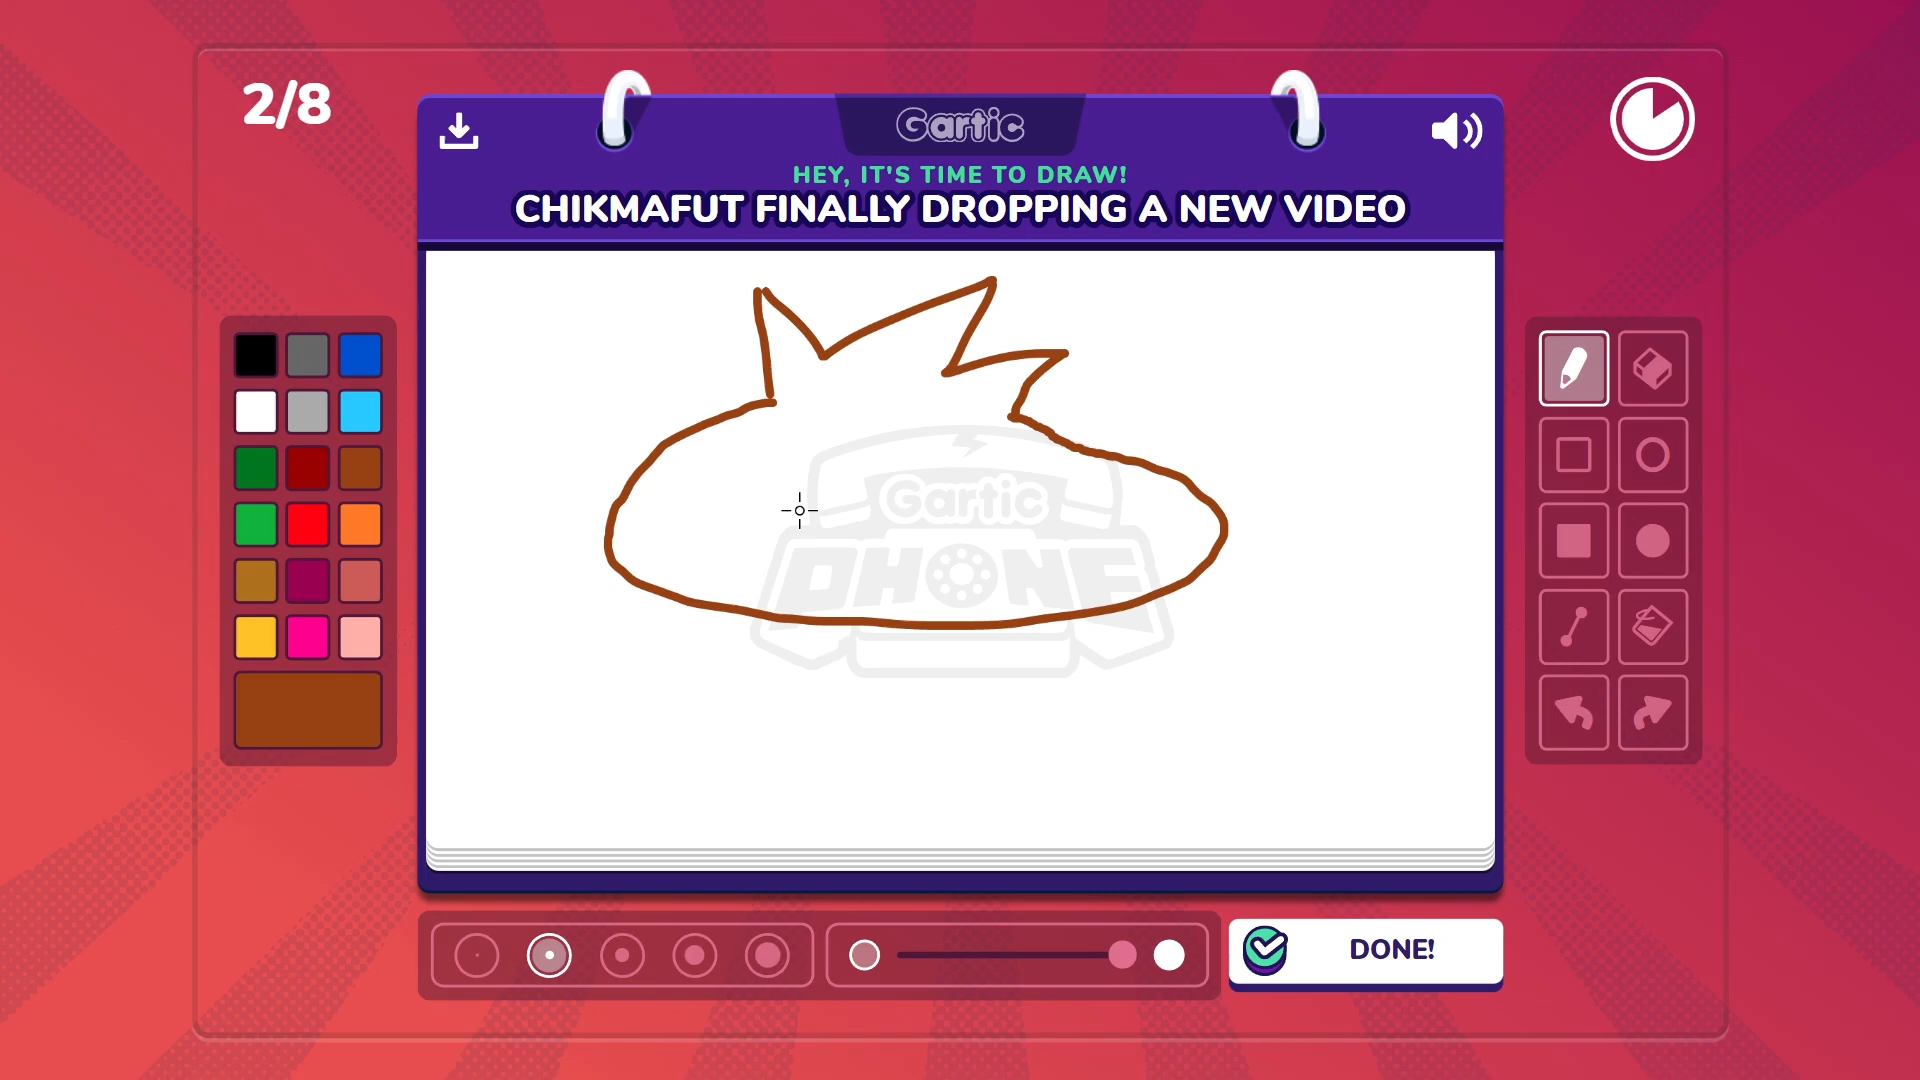 2/8
Gartic
HEY, IT'S TIME TO DRAW!
CHIKMAFUT FINALLY DROPPING A NEW VIDEO
Gartic
PHONE
DONE!